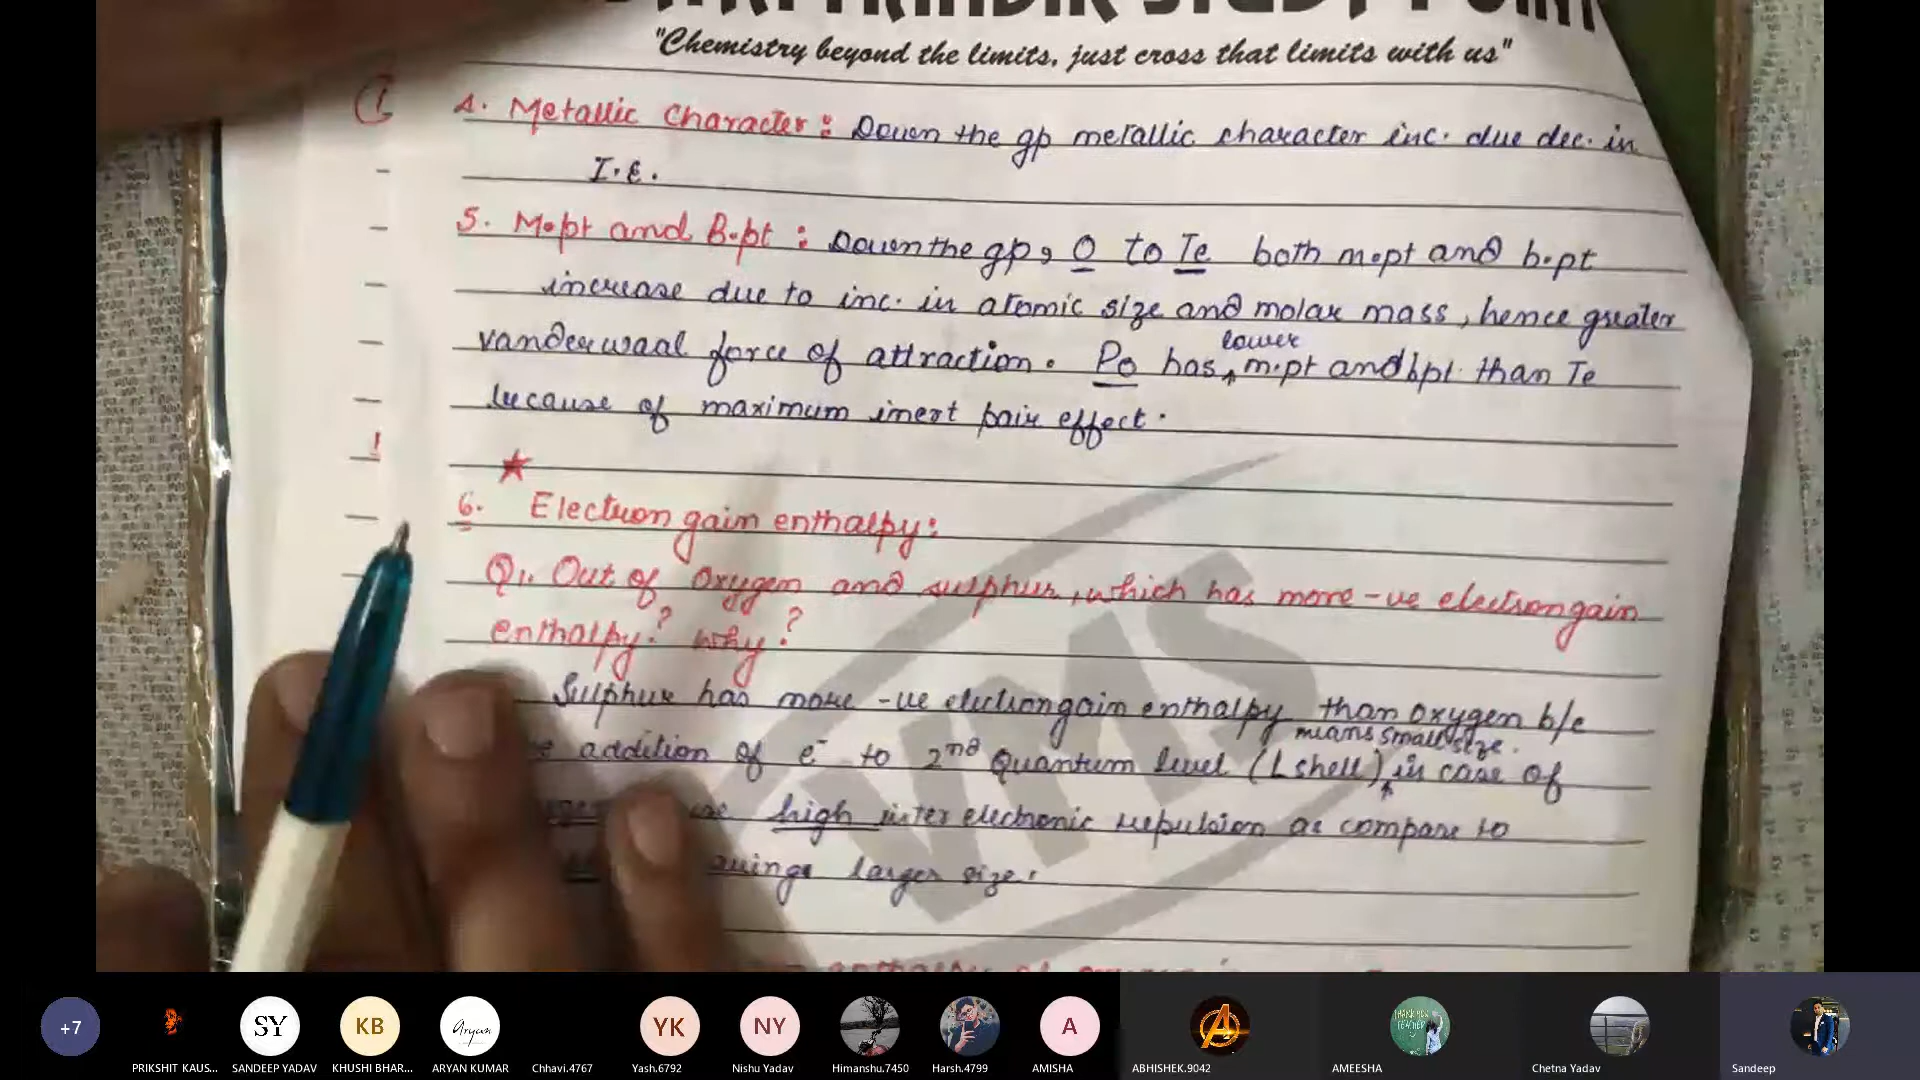 "Chemistry beyond the limits, just cross that limits with us"
4. Metallic Character: Down the gp metallic character inc. due dec. in
I.E.
5. M.pt and B.pt: Down the gp, O to Te both m.pt and b.pt
increase due to inc. in atomic size and molar mass, hence greater
vanderwaal force of attraction. Po has lower m.pt and bpt. than Te
because of maximum inert pair effect.
6. Electron gain enthalpy:
Q1. Out of oxygen and sulphur, which has more -ve electron gain
enthalpy? Why?
Sulphur has more -ve electron gain enthalpy than oxygen b/c
means small size.
addition of e- to 2nd Quantum level (L shell) in case of
high inter electronic repulsion as compare to
larger size.
VMS
+7
SY
KB
Aryan
YK
NY
A
PRIKSHIT KAUS...
SANDEEP YADAV
KHUSHI BHAR...
ARYAN KUMAR
Chhavi.4767
Yash.6792
Nishu Yadav
Himanshu.7450
Harsh.4799
AMISHA
ABHISHEK.9042
AMEESHA
Chetna Yadav
Sandeep